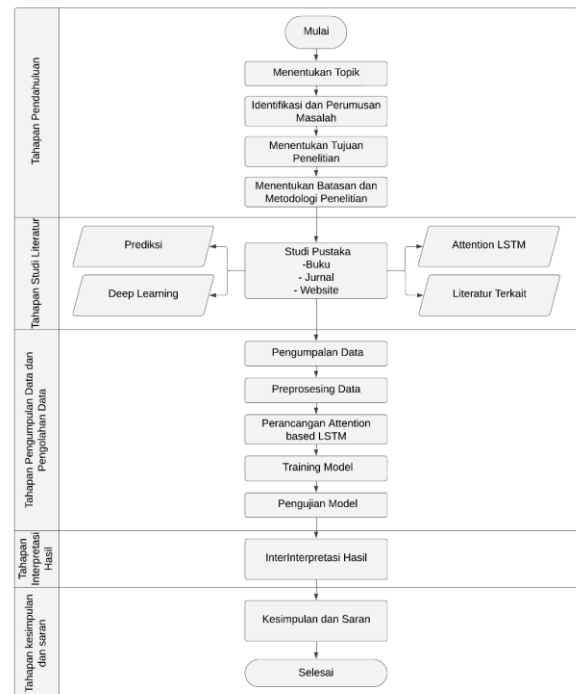 Tahapan Pendahuluan
Mulai
Menentukan Topik
Identifikasi dan Perumusan
Masalah
Menentukan Tujuan
Penelitian
Menentukan Batasan dan
Metodologi Penelitian
Tahapan Studi Literatur
Prediksi
Deep Learning
Studi Pustaka
-Buku
- Jurnal
- Website
Attention LSTM
Literatur Terkait
Tahapan Pengumpulan Data dan
Pengolahan Data
Pengumpalan Data
Preprosesing Data
Perancangan Attention
based LSTM
Training Model
Pengujian Model
Tahapan
Interpretasi
Hasil
InterInterpretasi Hasil
Tahapan kesimpulan
dan saran
Kesimpulan dan Saran
Selesai